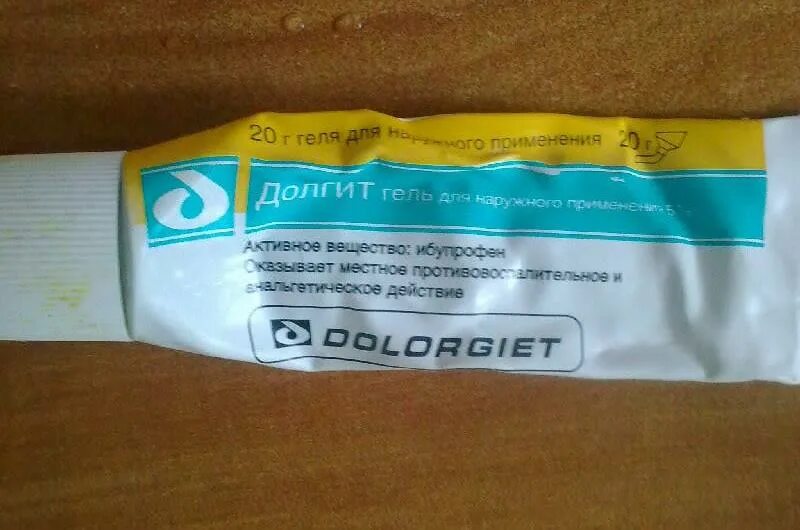 20 г геля для наружного применения 20 г
Долгит гель для наружного применения
Активное вещество: ибупрофен
Оказывает местное противовоспалительное и
анальгетическое действие
DOLORGIET